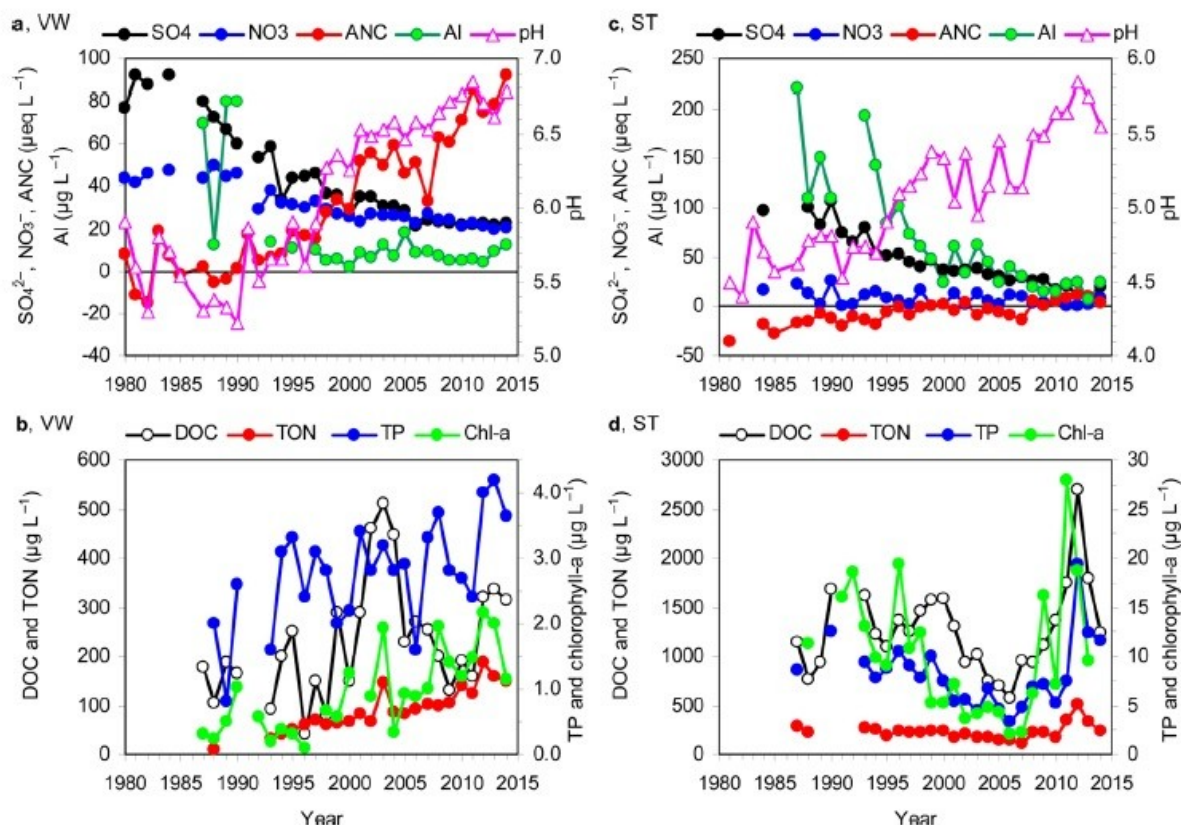 a, VW
SO4 NO3 ANC Al pH
SO₄²⁻, NO₃⁻, ANC (µeq L⁻¹)
Al (µg L⁻¹)
100
80
60
40
20
0
-20
-40
7.0
6.5
6.0
5.5
5.0
pH
1980 1985 1990 1995 2000 2005 2011 2015
c, ST
SO4 NO3 ANC Al pH
SO₄²⁻, NO₃⁻, ANC (µeq L⁻¹)
Al (µg L⁻¹)
250
200
150
100
50
0
-50
6.0
5.5
5.0
4.5
4.0
pH
1980 1985 1990 1995 2000 2005 2011 2015
b, VW
DOC TON TP Chl-a
DOC and TON (µg L⁻¹)
600
500
400
300
200
100
0
4.0
3.0
2.0
1.0
0.0
TP and chlorophyll-a (µg L⁻¹)
1980 1985 1990 1995 2000 2005 2011 2015
Year
d, ST
DOC TON TP Chl-a
DOC and TON (µg L⁻¹)
3000
2500
2000
1500
1000
500
0
30
25
20
15
10
5
0
TP and chlorophyll-a (µg L⁻¹)
1980 1985 1990 1995 2000 2005 2010 2015
Year